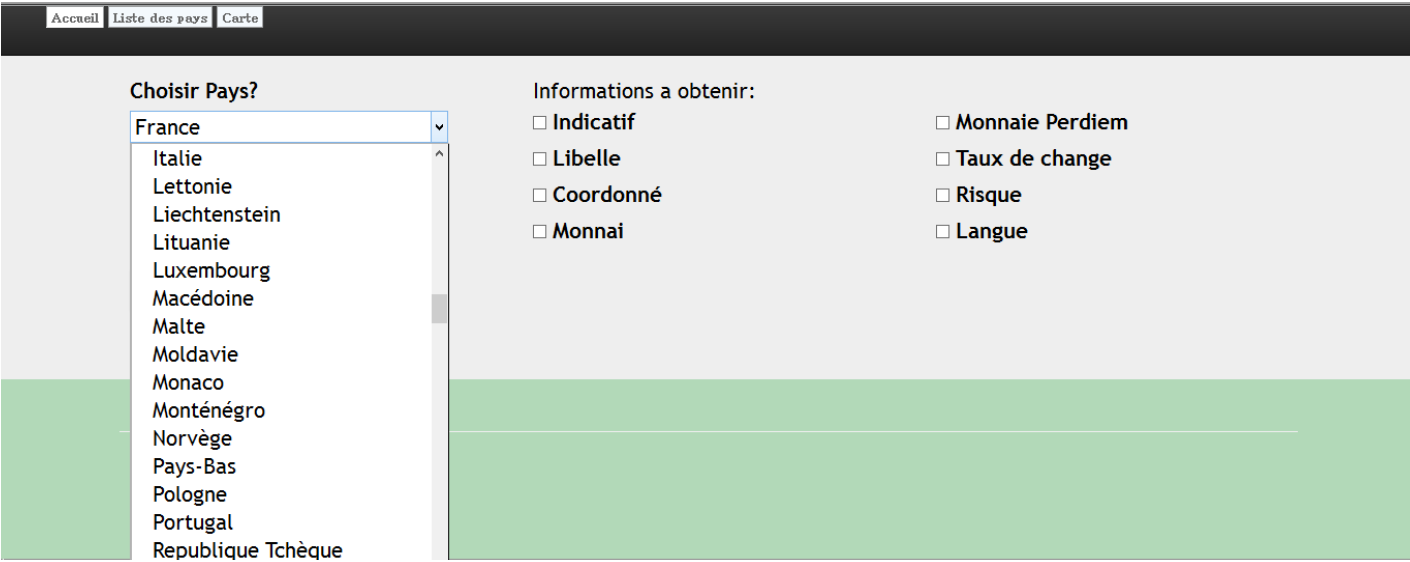 Accueil Liste des pays Carte
Choisir Pays?
France
Italie
Lettonie
Liechtenstein
Lituanie
Luxembourg
Macédoine
Malte
Moldavie
Monaco
Monténégro
Norvège
Pays-Bas
Pologne
Portugal
Republique Tchèque
Informations a obtenir:
Indicatif
Libelle
Coordonné
Monnai
Monnaie Perdiem
Taux de change
Risque
Langue